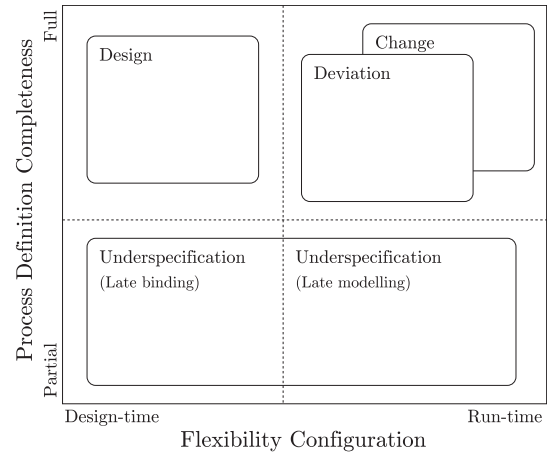 Process Definition Completeness
Full
Partial
Design
Change
Deviation
Underspecification
(Late binding)
Underspecification
(Late modelling)
Design-time
Run-time
Flexibility Configuration